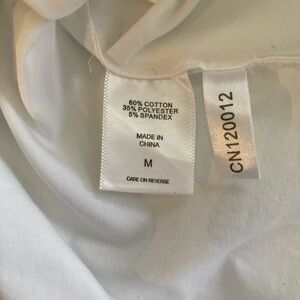 60% COTTON
35% POLYESTER
5% SPANDEX
MADE IN
CHINA
M
CARE ON REVERSE
CN120012